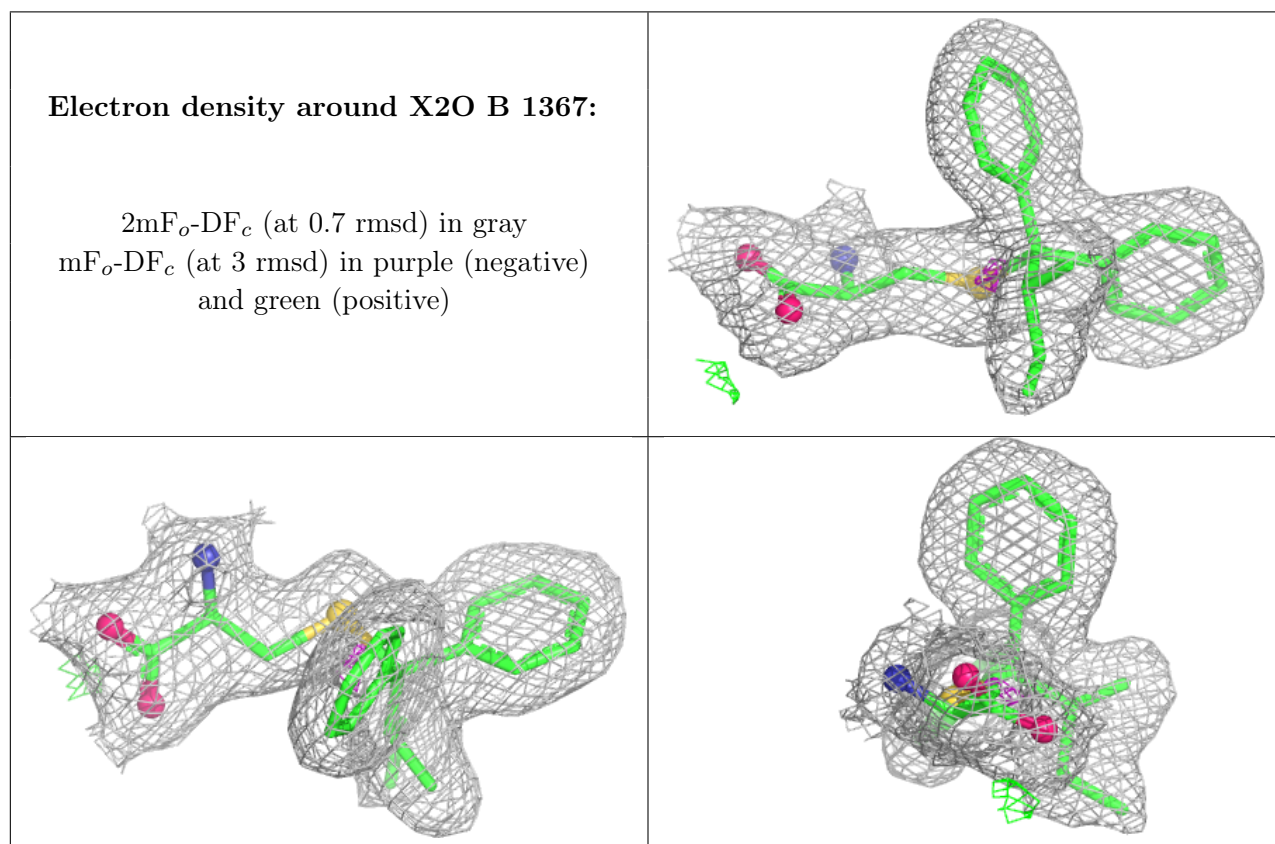 Electron density around X2O B 1367:
2mFo-DFc (at 0.7 rmsd) in gray
mFo-DFc (at 3 rmsd) in purple (negative)
and green (positive)